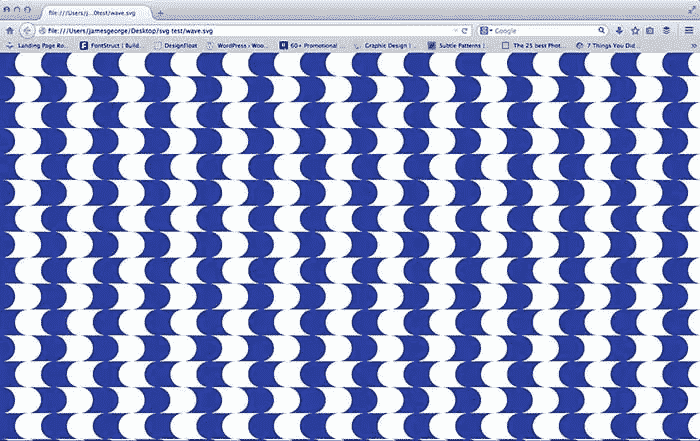 file:///Users/j...0test/wave.svg
file:///Users/jamesgeorge/Desktop/svg test/wave.svg
Google
Landing Page Ro... FontStruct | Build... DesignFloat WordPress › Woo... 60+ Promotional ... Graphic Design | ... Subtle Patterns | ... The 25 best Phot... 7 Things You Did...